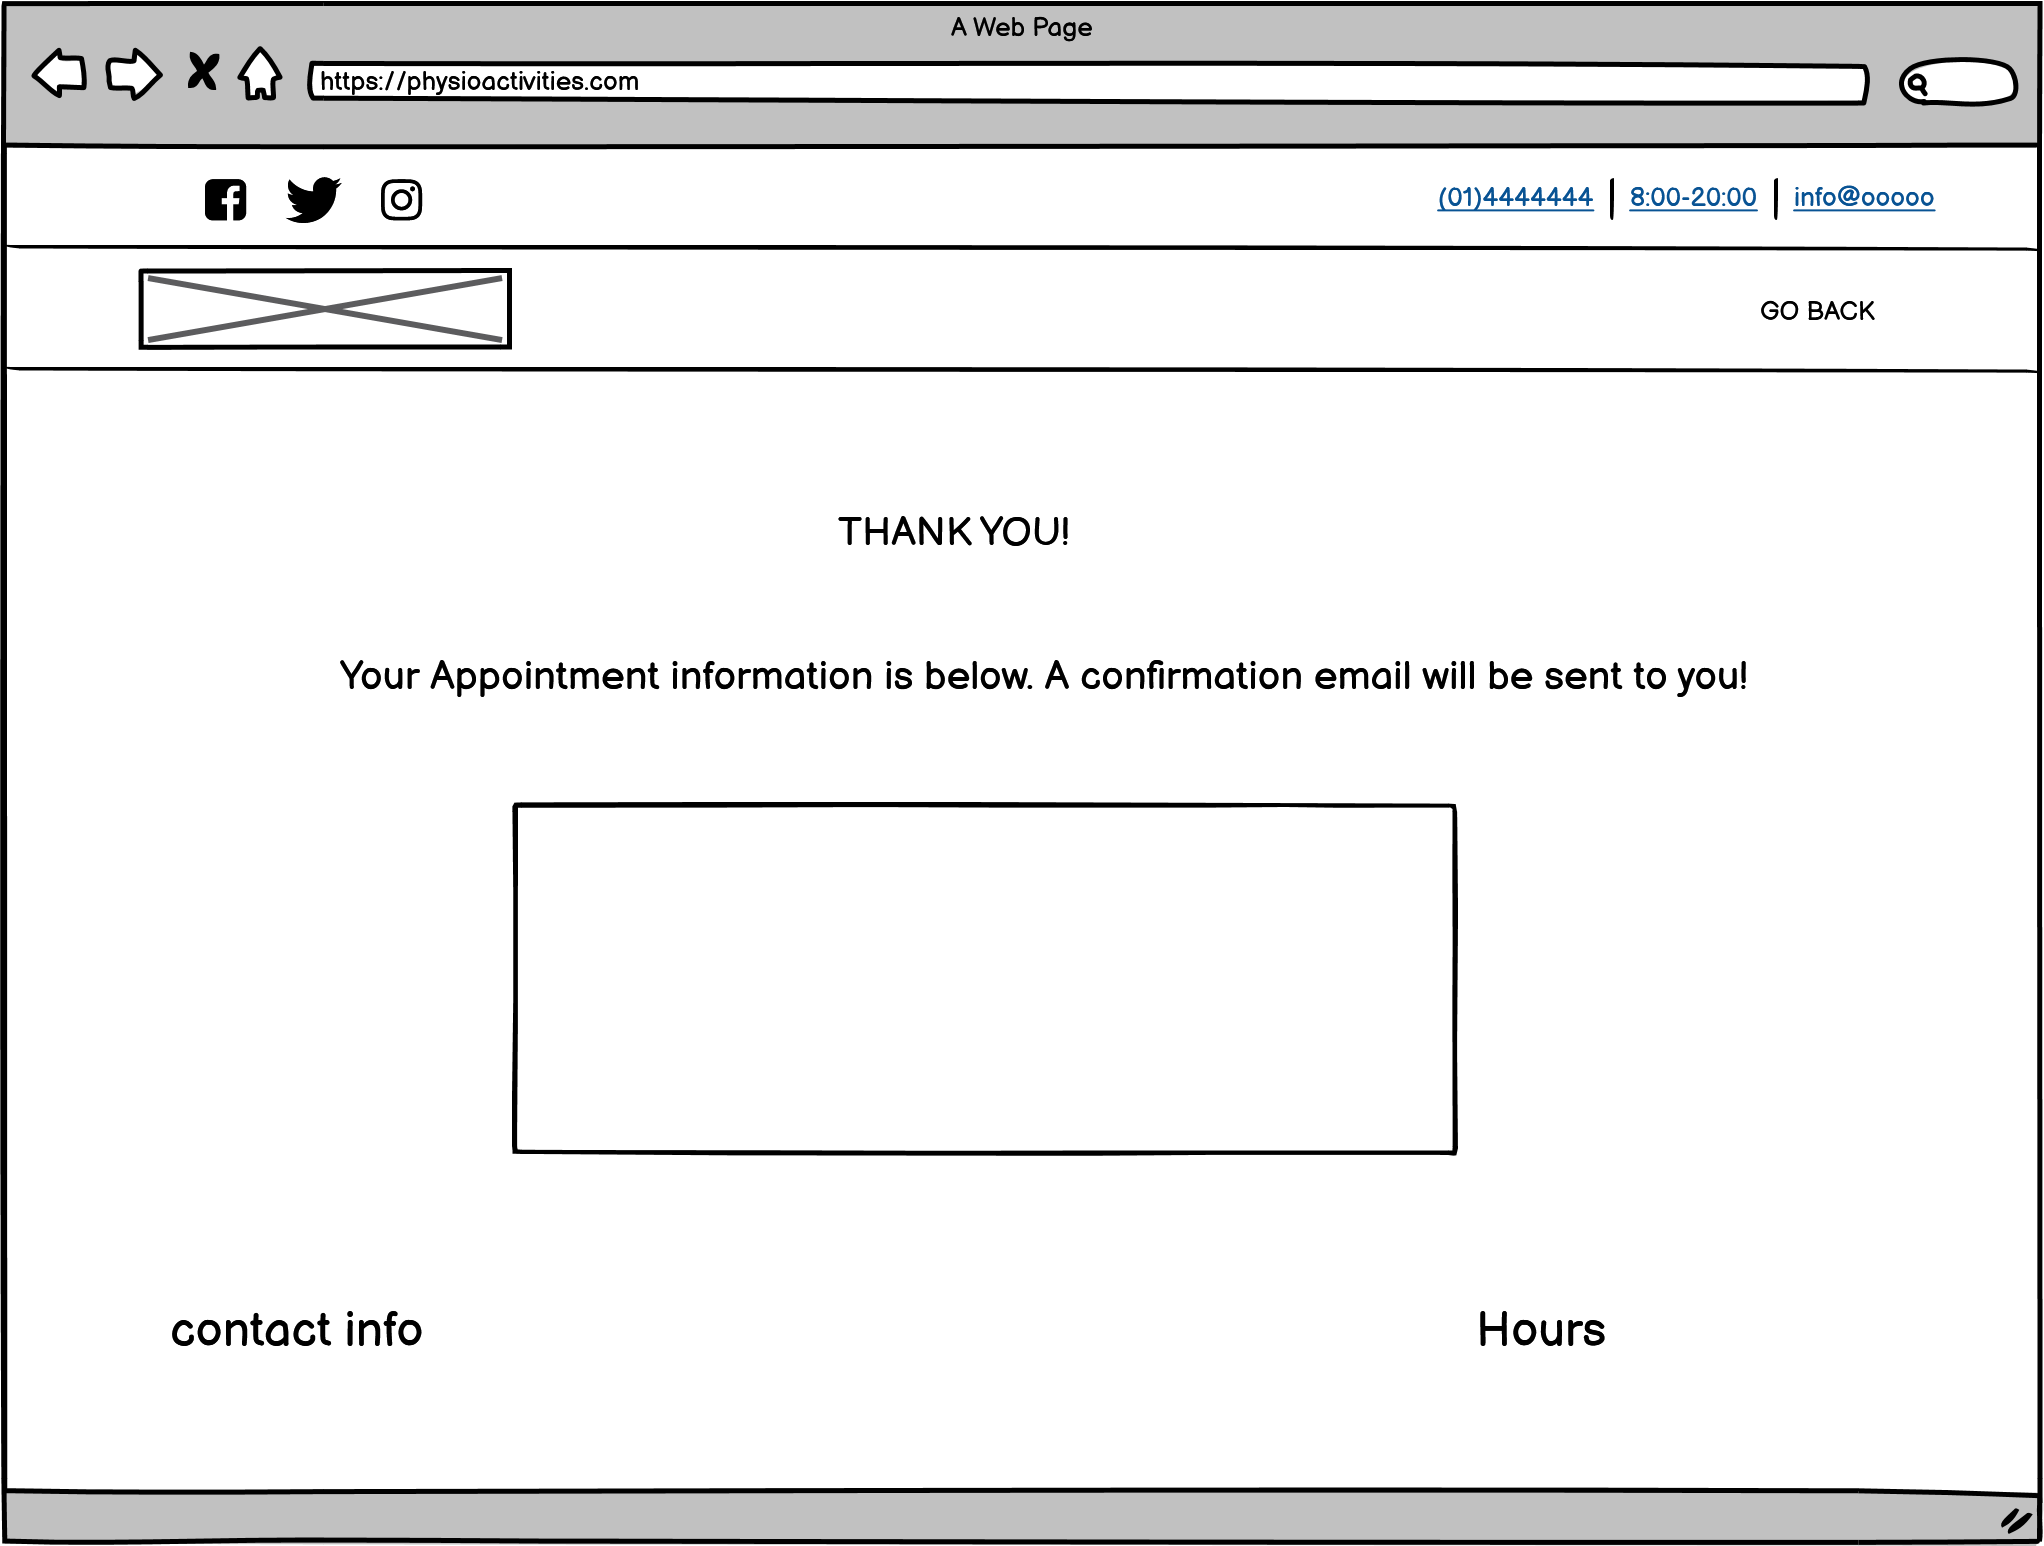 A Web Page
https://physioactivities.com
(01)4444444 | 8:00-20:00 | info@ooooo
GO BACK
THANK YOU!
Your Appointment information is below. A confirmation email will be sent to you!
contact info
Hours